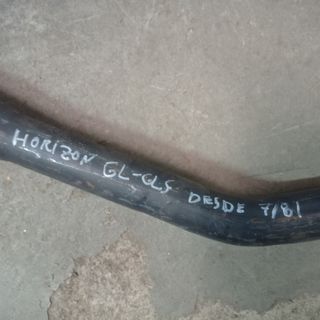 HORIZON GL-GLS DESDE 7/81